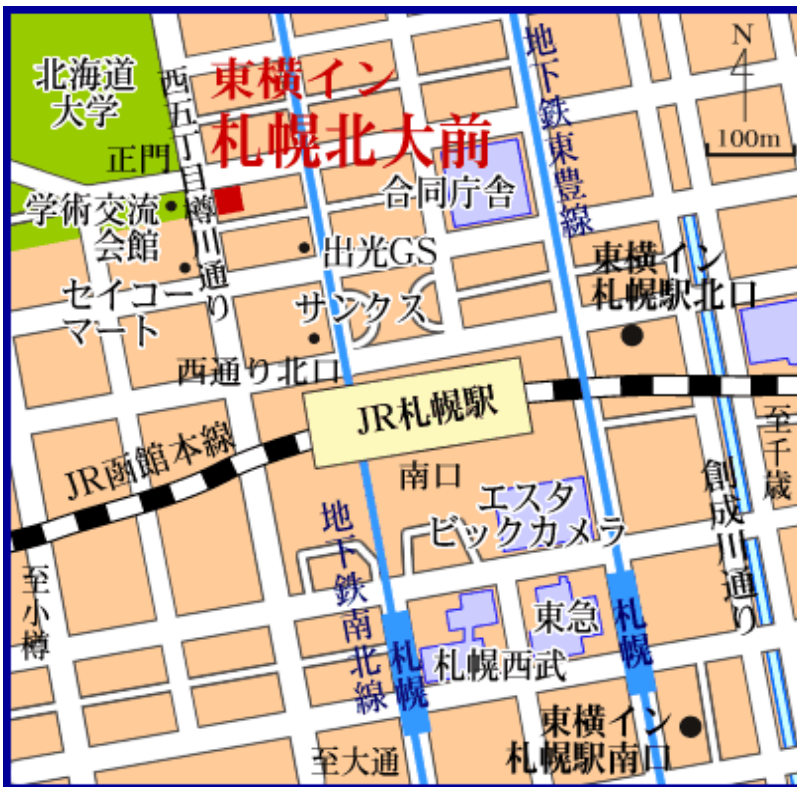 北海道
大学
西五丁目樽川通り
東横イン
札幌北大前
地下鉄東豊線
N
100m
正門
合同庁舎
学術交流
会館
出光GS
東横イン
札幌駅北口
セイコー
マート
サンクス
西通り北口
JR札幌駅
JR函館本線
至千歳
南口
エスタ
ビックカメラ
創成川通り
地下鉄南北線
至小樽
東急
札幌
札幌
札幌西武
東横イン
札幌駅南口
至大通